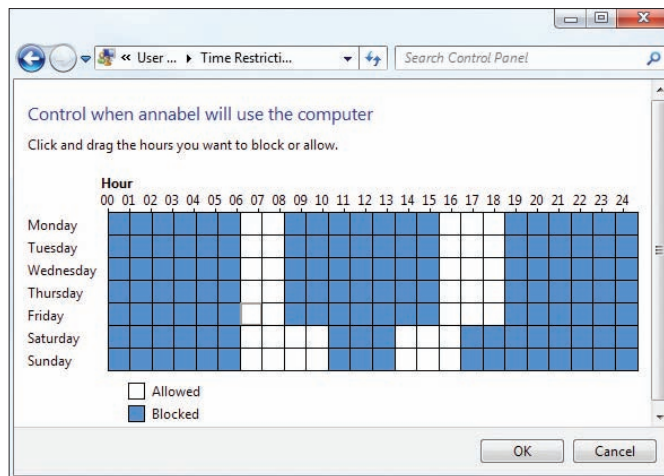 « User ... ▸ Time Restricti... Search Control Panel
Control when annabel will use the computer
Click and drag the hours you want to block or allow.
Hour
00 01 02 03 04 05 06 07 08 09 10 11 12 13 14 15 16 17 18 19 20 21 22 23 24
Monday
Tuesday
Wednesday
Thursday
Friday
Saturday
Sunday
Allowed
Blocked
OK Cancel